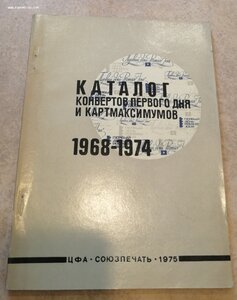 КАТАЛОГ
КОНВЕРТОВ ПЕРВОГО ДНЯ
И КАРТМАКСИМУМОВ
1968-1974
ЦФА · СОЮЗПЕЧАТЬ · 1975